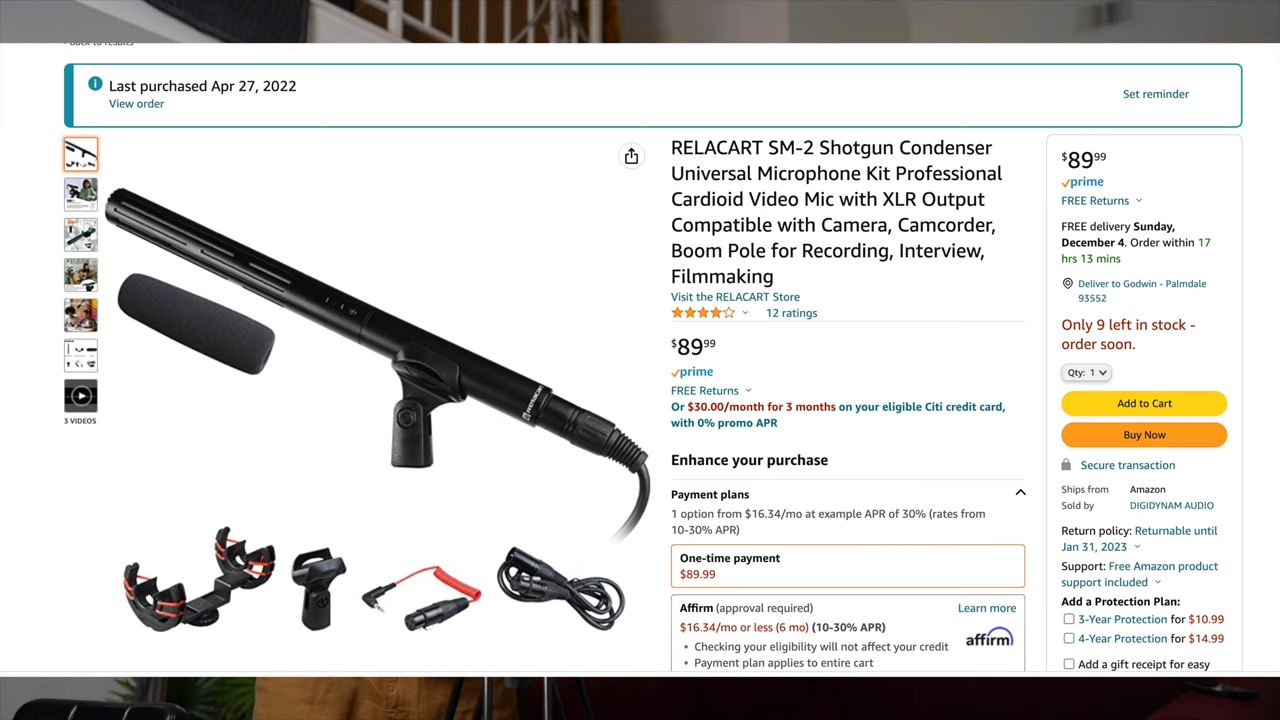 Back to results
Last purchased Apr 27, 2022
View order
Set reminder
3 VIDEOS
relacart
RELACART SM-2 Shotgun Condenser
Universal Microphone Kit Professional
Cardioid Video Mic with XLR Output
Compatible with Camera, Camcorder,
Boom Pole for Recording, Interview,
Filmmaking
Visit the RELACART Store
12 ratings
$8999
prime
FREE Returns
Or $30.00/month for 3 months on your eligible Citi credit card,
with 0% promo APR
Enhance your purchase
Payment plans
1 option from $16.34/mo at example APR of 30% (rates from
10-30% APR)
One-time payment
$89.99
Affirm (approval required)
Learn more
$16.34/mo or less (6 mo) (10-30% APR)
affirm
• Checking your eligibility will not affect your credit
• Payment plan applies to entire cart
$8999
prime
FREE Returns
FREE delivery Sunday,
December 4. Order within 17
hrs 13 mins
Deliver to Godwin - Palmdale
93552
Only 9 left in stock -
order soon.
Qty: 1
Add to Cart
Buy Now
Secure transaction
Ships from Amazon
Sold by DIGIDYNAM AUDIO
Return policy: Returnable until
Jan 31, 2023
Support: Free Amazon product
support included
Add a Protection Plan:
3-Year Protection for $10.99
4-Year Protection for $14.99
Add a gift receipt for easy